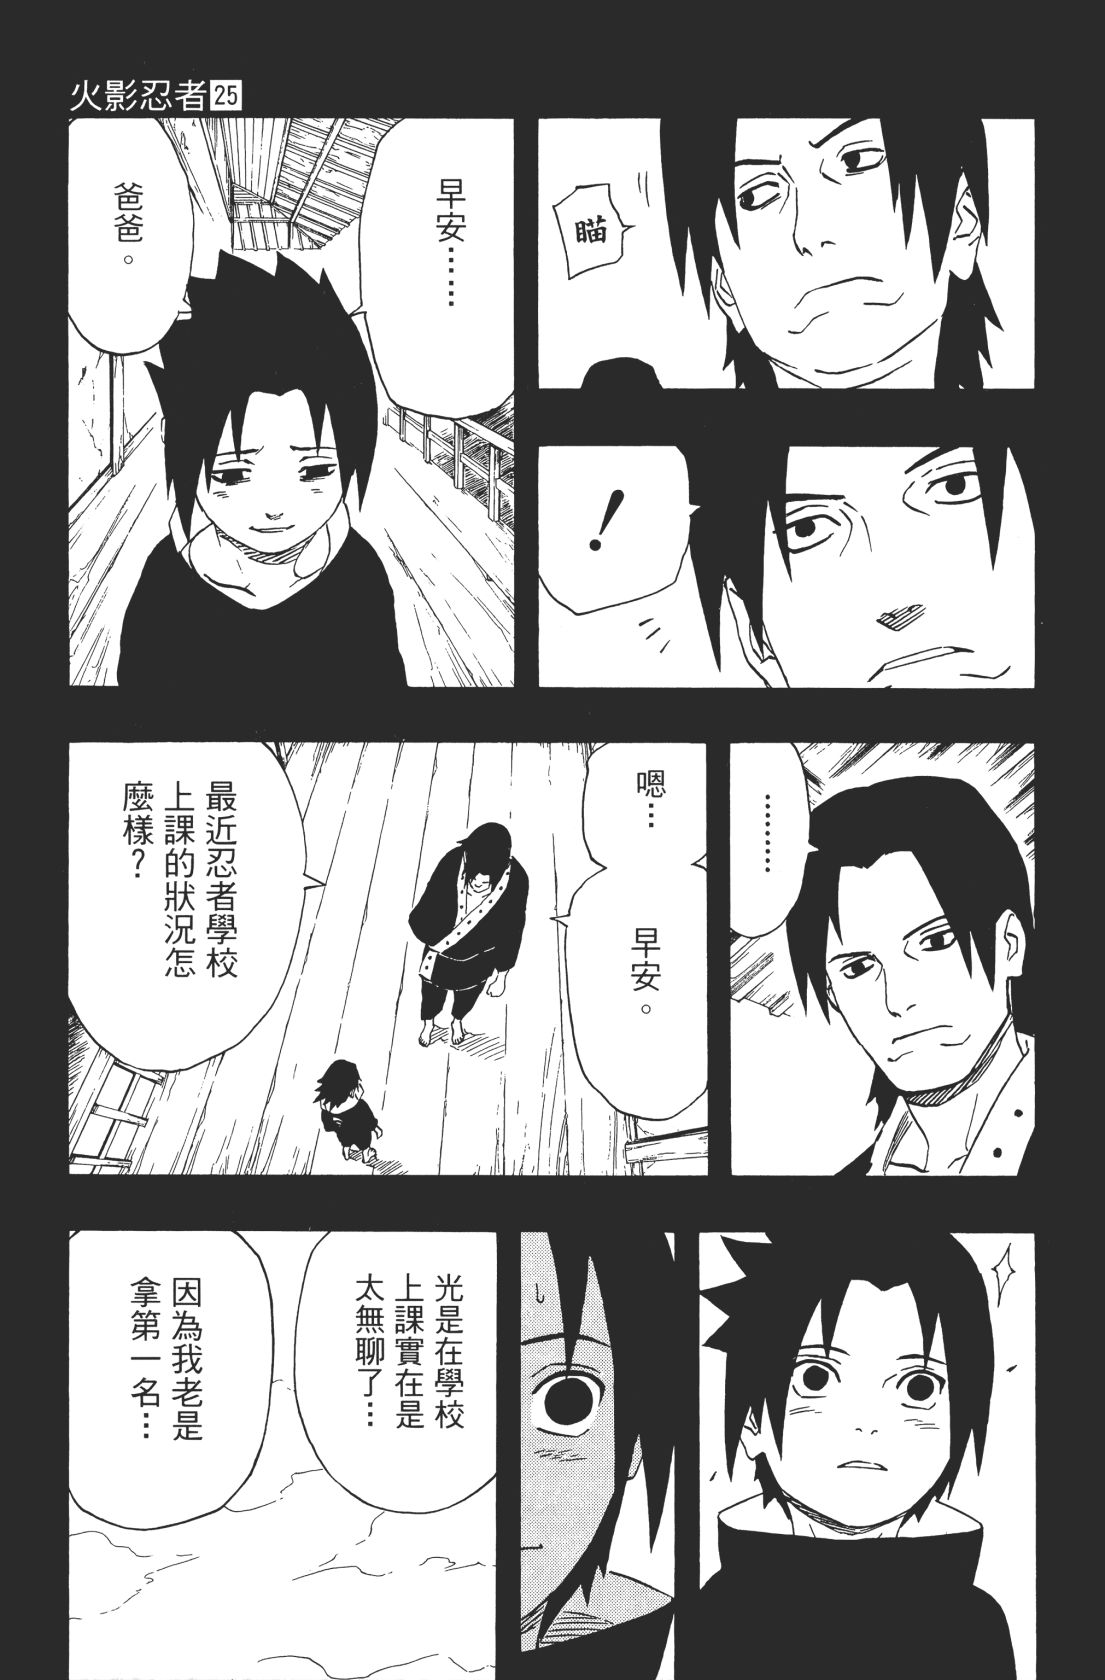 火影忍者25
瞄
！
早安……
爸爸。
………
嗯…
早安。
最近忍者學校
上課的狀況怎
麼樣？
光是在學校
上課實在是
太無聊了…
因為我老是
拿第一名…